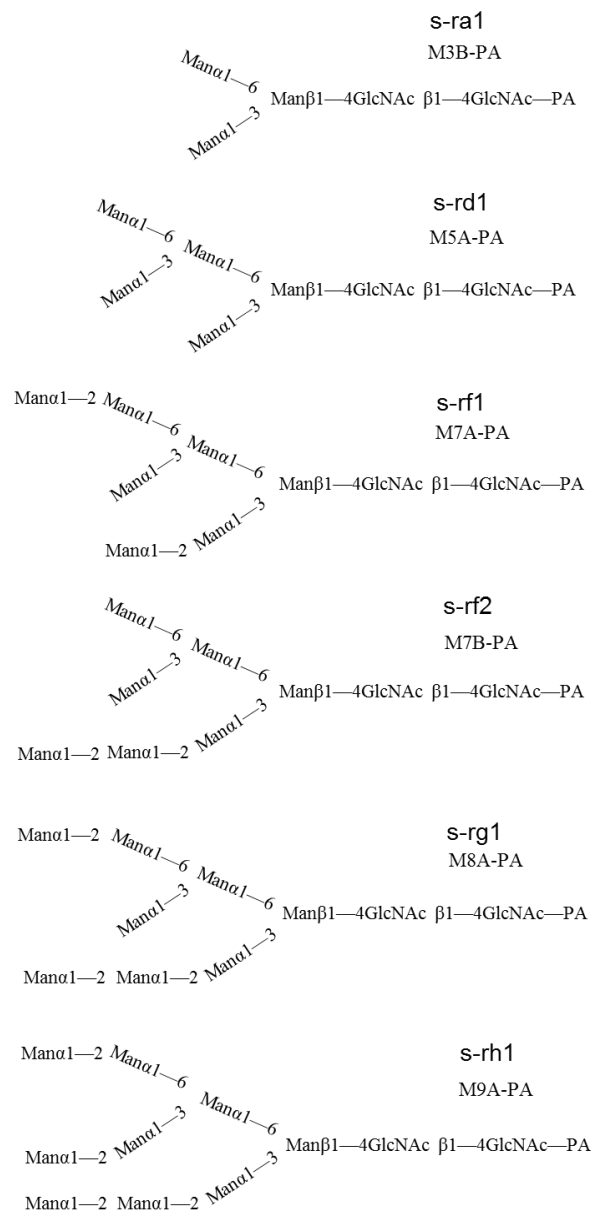 s-ra1
M3B-PA
Manα1—6
Manβ1—4GlcNAc β1—4GlcNAc—PA
Manα1—3
s-rd1
Manα1—6
M5A-PA
Manα1—6
Manα1—3
Manβ1—4GlcNAc β1—4GlcNAc—PA
Manα1—3
s-rf1
Manα1—2 Manα1—6
M7A-PA
Manα1—6
Manα1—3
Manβ1—4GlcNAc β1—4GlcNAc—PA
Manα1—3
Manα1—2
s-rf2
Manα1—6
M7B-PA
Manα1—6
Manα1—3
Manβ1—4GlcNAc β1—4GlcNAc—PA
Manα1—3
Manα1—2 Manα1—2
s-rg1
Manα1—2 Manα1—6
M8A-PA
Manα1—6
Manα1—3
Manβ1—4GlcNAc β1—4GlcNAc—PA
Manα1—3
Manα1—2 Manα1—2
s-rh1
Manα1—2 Manα1—6
M9A-PA
Manα1—6
Manα1—3
Manβ1—4GlcNAc β1—4GlcNAc—PA
Manα1—2
Manα1—3
Manα1—2 Manα1—2